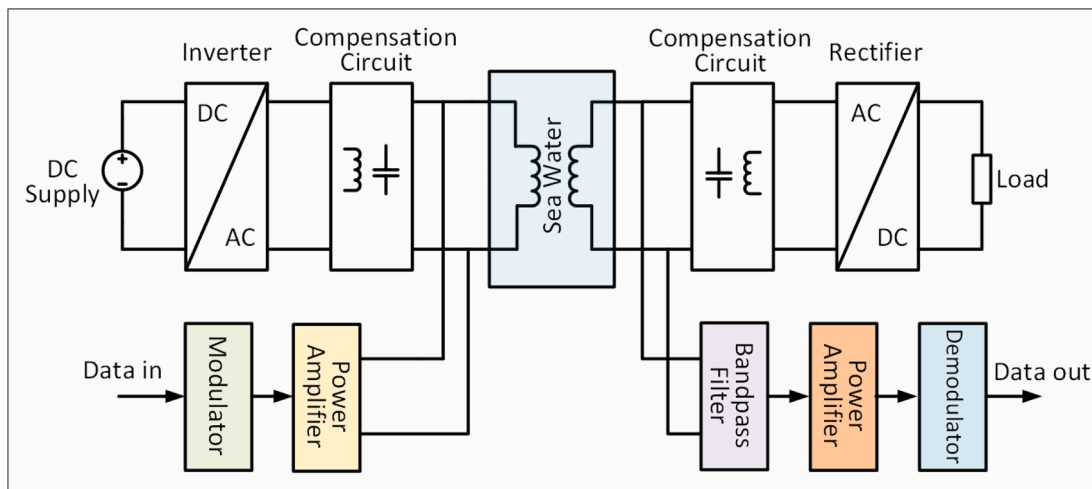 Inverter
Compensation
Circuit
Compensation
Circuit
Rectifier
DC
AC
DC
Supply
Sea Water
AC
DC
Load
Data in
Modulator
Power
Amplifier
Bandpass
Filter
Power
Amplifier
Demodulator
Data out